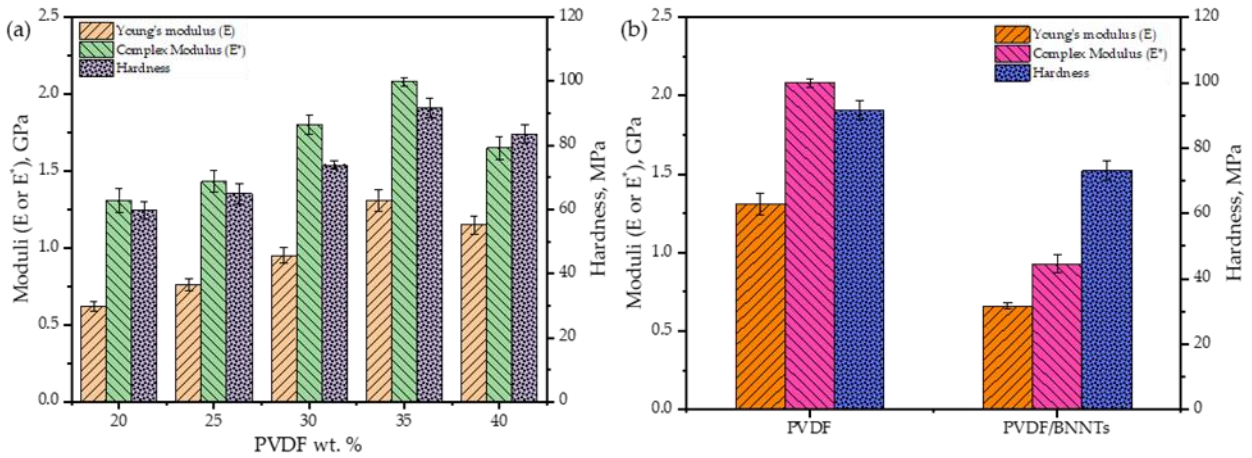 (a)
Young's modulus (E)
Complex Modulus (E*)
Hardness
Moduli (E or E*), GPa
2.5
2.0
1.5
1.0
0.5
0.0
120
100
80
60
40
20
0
Hardness, MPa
20 25 30 35 40
PVDF wt. %
(b)
Young's modulus (E)
Complex Modulus (E*)
Hardness
Moduli (E or E*), GPa
2.5
2.0
1.5
1.0
0.5
0.0
120
100
80
60
40
20
0
Hardness, MPa
PVDF PVDF/BNNTs